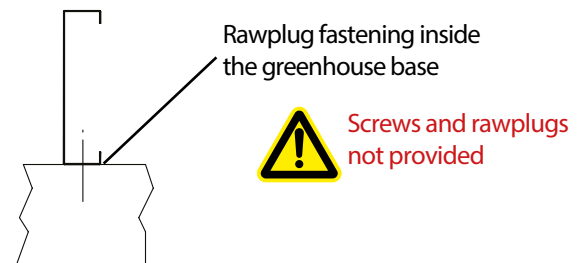 Rawplug fastening inside
the greenhouse base
Screws and rawplugs
not provided